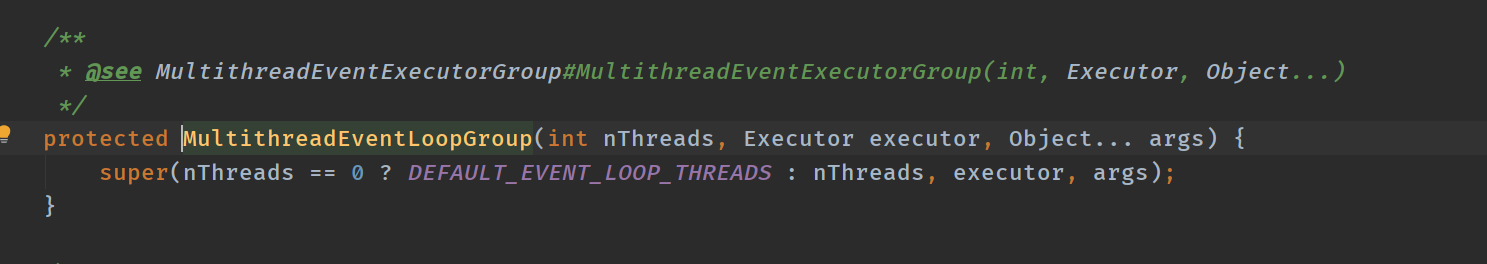 /**
 * @see MultithreadEventExecutorGroup#MultithreadEventExecutorGroup(int, Executor, Object...)
 */
protected MultithreadEventLoopGroup(int nThreads, Executor executor, Object... args) {
    super(nThreads == 0 ? DEFAULT_EVENT_LOOP_THREADS : nThreads, executor, args);
}